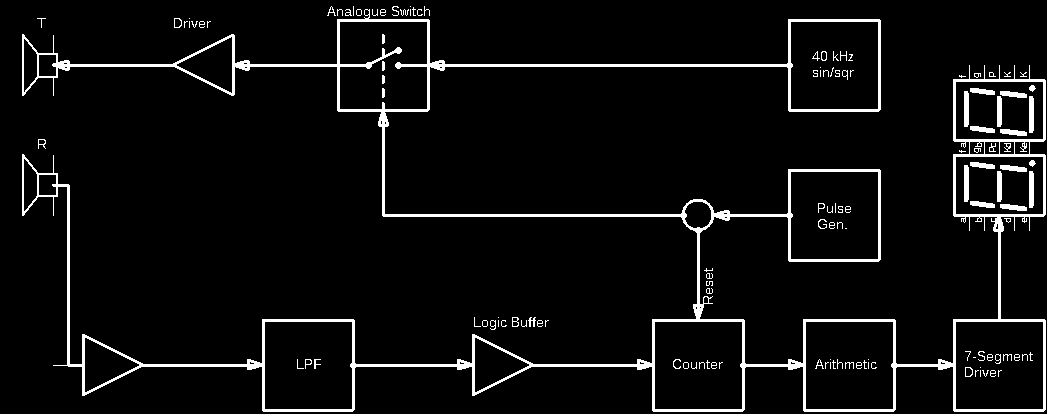 Analogue Switch
T
Driver
40 kHz
sin/sqr
f g P K K
R
f a g b P c K d K e
Pulse
Gen.
a b c d e
Reset
Logic Buffer
LPF
Counter
Arithmetic
7-Segment
Driver